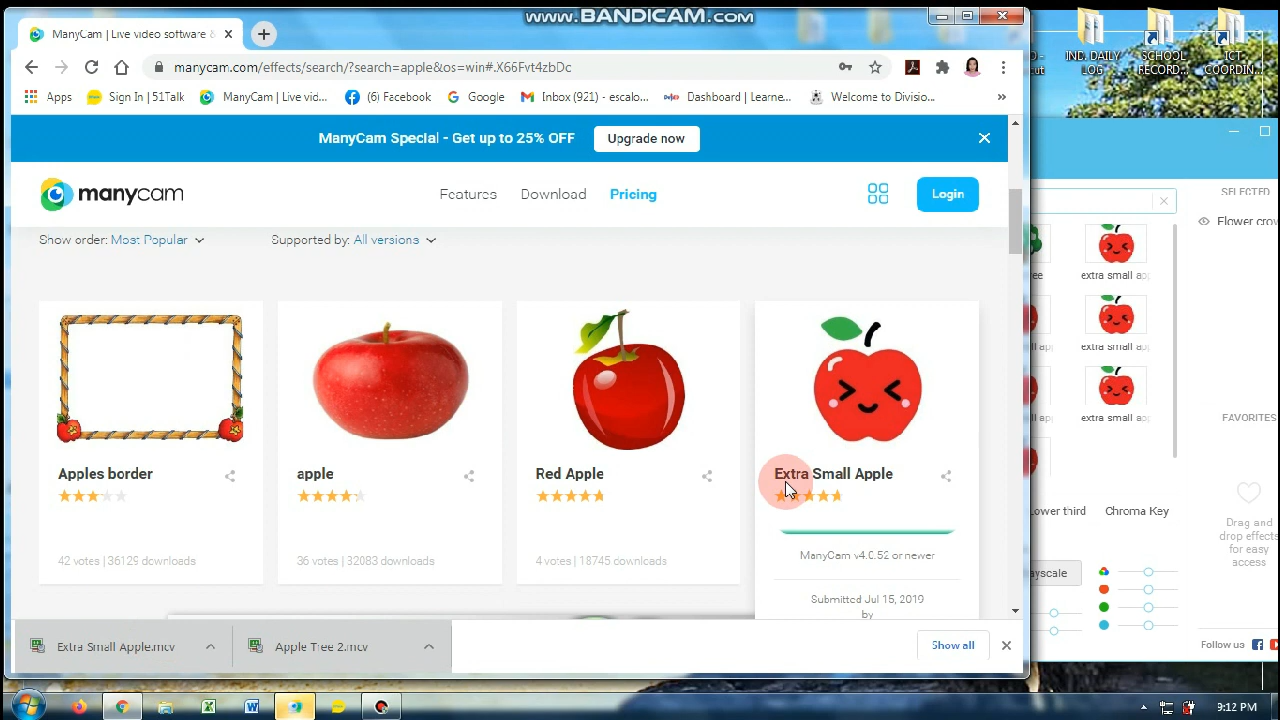 www.BANDICAM.com
ManyCam | Live video software &
manycam.com/effects/search/?search=apple&ownwin#.X66Fvt4zbDc
IND. DAILY LOG
SCHOOL RECORD...
ICT COORDIN...
Apps
Sign In | 51Talk
ManyCam | Live vid...
(6) Facebook
Google
Inbox (921) - escalo...
Dashboard | Learne...
Welcome to Divisio...
»
ManyCam Special - Get up to 25% OFF
Upgrade now
manycam
Features
Download
Pricing
Login
Show order: Most Popular
Supported by: All versions
Apples border
42 votes | 36129 downloads
apple
36 votes | 32083 downloads
Red Apple
4 votes | 18745 downloads
Extra Small Apple
ManyCam v4.0.52 or newer
Submitted Jul 15, 2019
by
SELECTED
Flower crow
extra small app
extra small app
extra small app
FAVORITES
Lower third
Chroma Key
Drag and
drop effects
for easy
access
ayscale
Follow us
Extra Small Apple.mcv
Apple Tree 2.mcv
Show all
9:12 PM